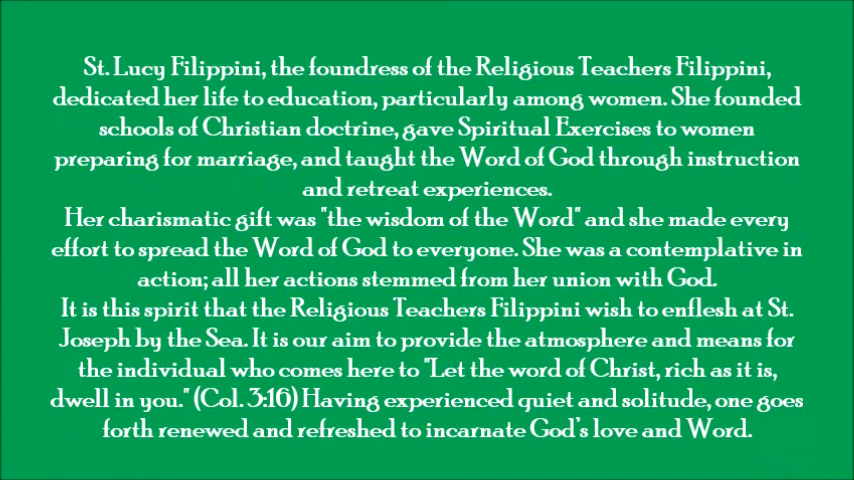 St. Lucy Filippini, the foundress of the Religious Teachers Filippini,
dedicated her life to education, particularly among women. She founded
schools of Christian doctrine, gave Spiritual Exercises to women
preparing for marriage, and taught the Word of God through instruction
and retreat experiences.
Her charismatic gift was "the wisdom of the Word" and she made every
effort to spread the Word of God to everyone. She was a contemplative in
action; all her actions stemmed from her union with God.
It is this spirit that the Religious Teachers Filippini wish to enflesh at St.
Joseph by the Sea. It is our aim to provide the atmosphere and means for
the individual who comes here to "Let the word of Christ, rich as it is,
dwell in you." (Col. 3:16) Having experienced quiet and solitude, one goes
forth renewed and refreshed to incarnate God's love and Word.